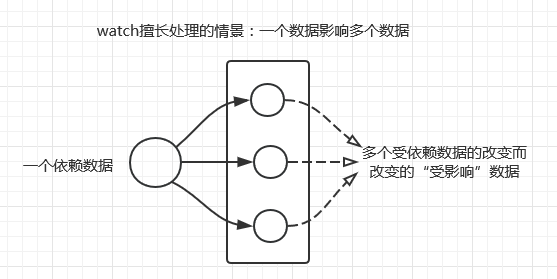 watch擅长处理的情景：一个数据影响多个数据
一个依赖数据
多个受依赖数据的改变而
改变的“受影响”数据